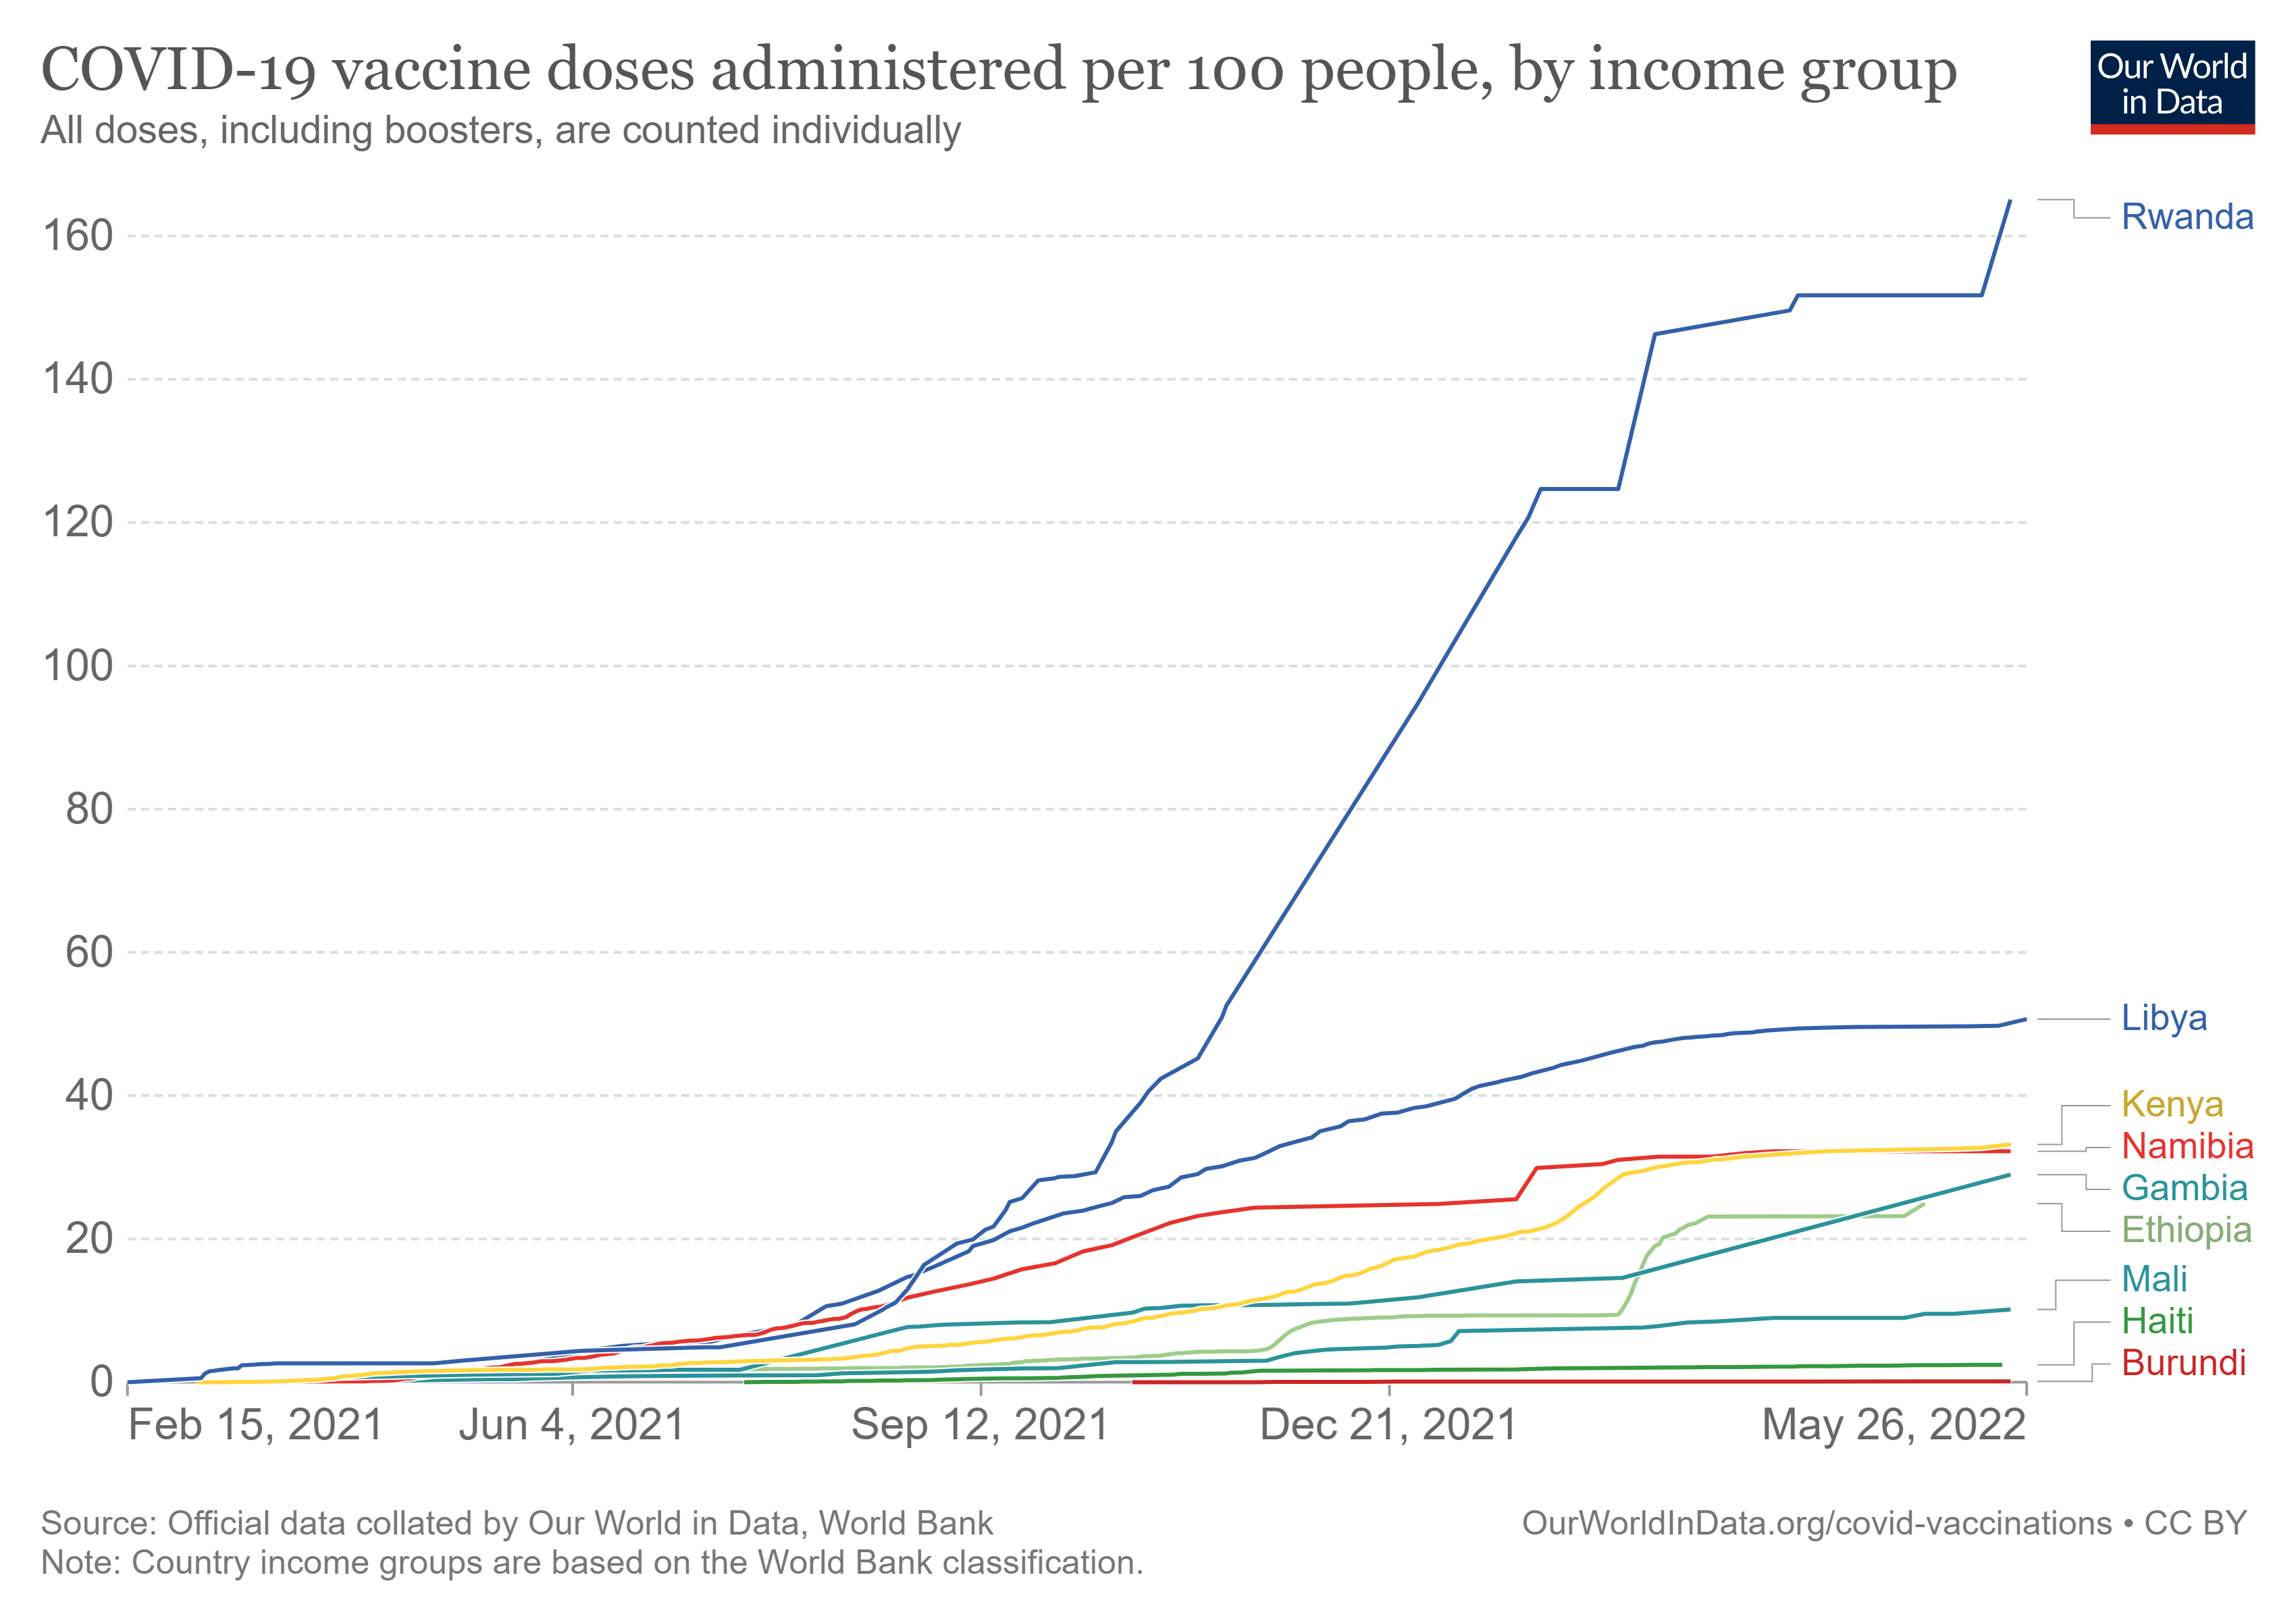 COVID-19 vaccine doses administered per 100 people, by income group
All doses, including boosters, are counted individually
Our World
in Data
160
140
120
100
80
60
40
20
0
Rwanda
Libya
Kenya
Namibia
Gambia
Ethiopia
Mali
Haiti
Burundi
Feb 15, 2021
Jun 4, 2021
Sep 12, 2021
Dec 21, 2021
May 26, 2022
Source: Official data collated by Our World in Data, World Bank
Note: Country income groups are based on the World Bank classification.
OurWorldInData.org/covid-vaccinations • CC BY